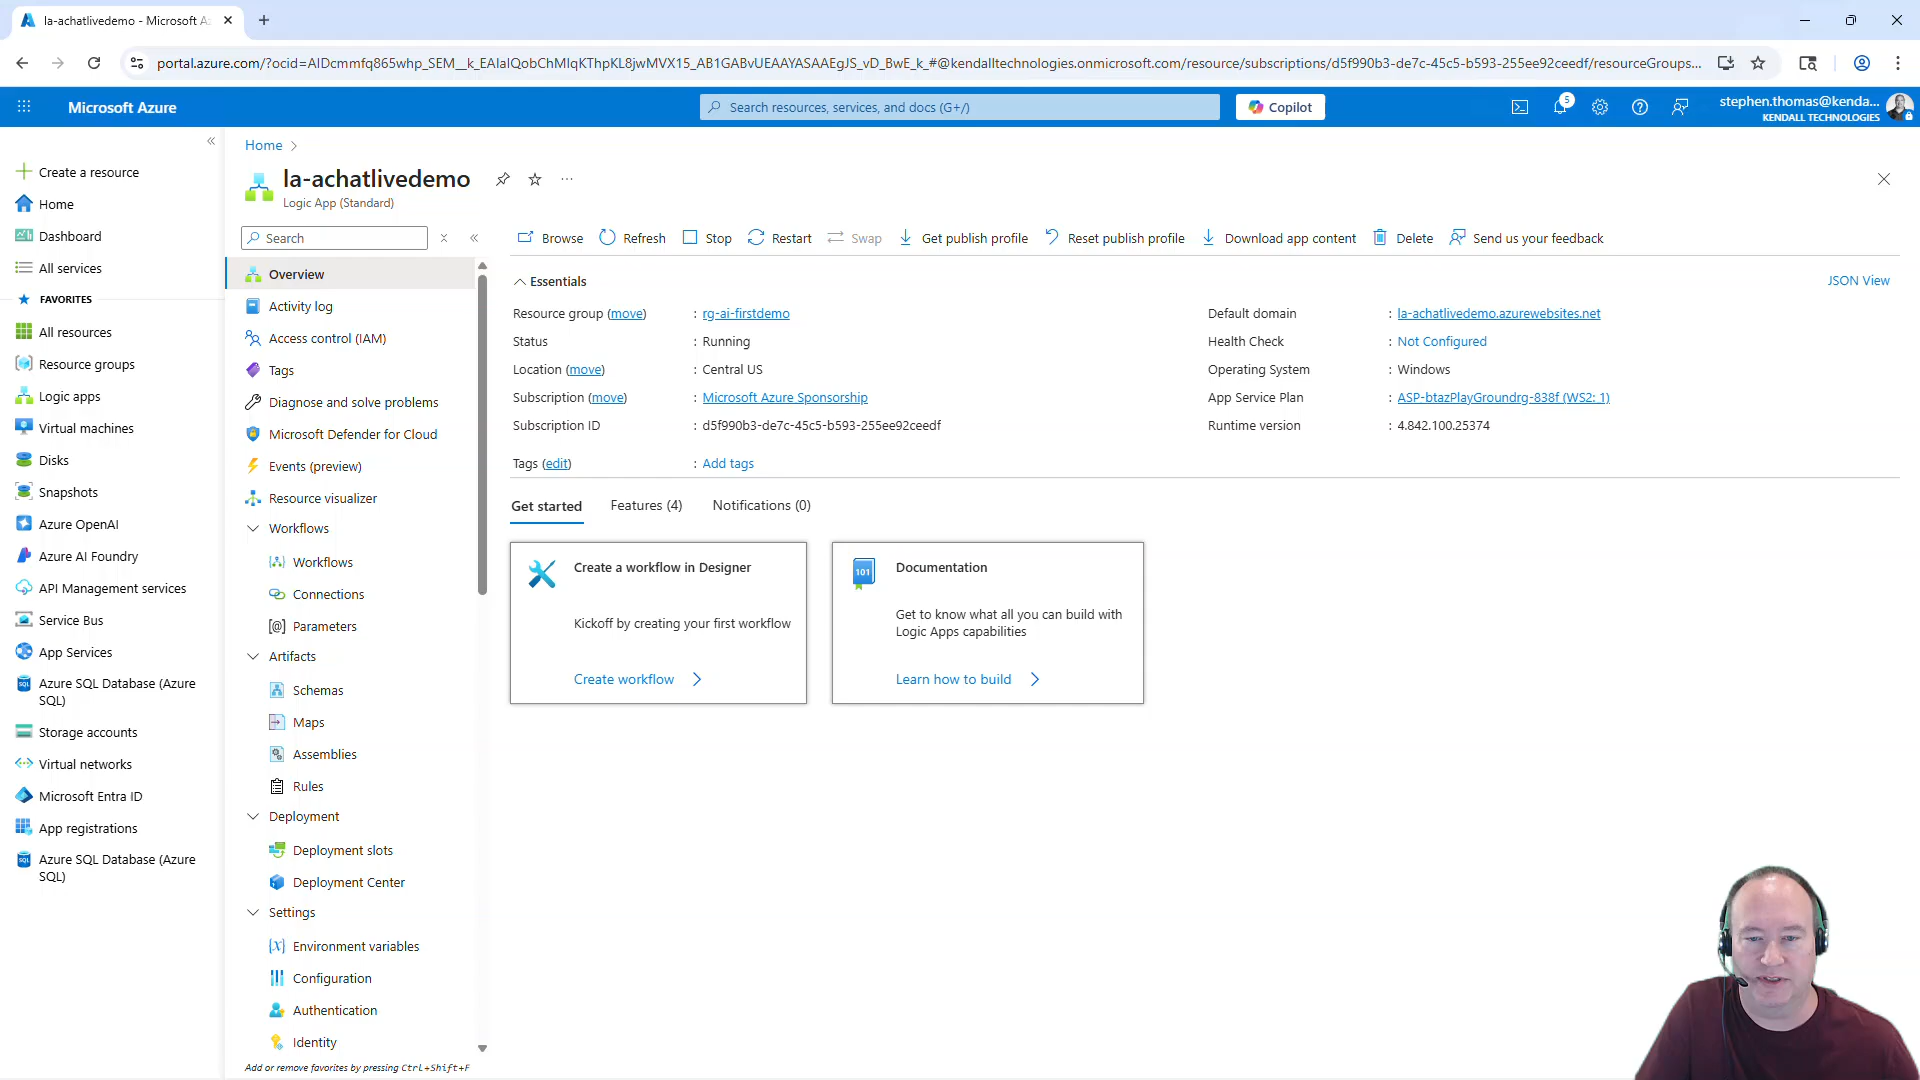 la-achatlivedemo - Microsoft A
portal.azure.com/?ocid=AIDcmmfq865whp_SEM__k_EAIaIQobChMIqKThpKL8jwMVX15_AB1GABvUEAAYASAAEgJS_vD_BwE_k_#@kendalltechnologies.onmicrosoft.com/resource/subscriptions/d5f990b3-de7c-45c5-b593-255ee92ceedf/resourceGroups...
Microsoft Azure
Search resources, services, and docs (G+/)
Copilot
5
stephen.thomas@kenda...
KENDALL TECHNOLOGIES
Create a resource
Home
Dashboard
All services
FAVORITES
All resources
Resource groups
Logic apps
Virtual machines
Disks
Snapshots
Azure OpenAI
Azure AI Foundry
API Management services
Service Bus
App Services
Azure SQL Database (Azure
SQL)
Storage accounts
Virtual networks
Microsoft Entra ID
App registrations
Azure SQL Database (Azure
SQL)
Home
la-achatlivedemo
Logic App (Standard)
Search
Overview
Activity log
Access control (IAM)
Tags
Diagnose and solve problems
Microsoft Defender for Cloud
Events (preview)
Resource visualizer
Workflows
Workflows
Connections
Parameters
Artifacts
Schemas
Maps
Assemblies
Rules
Deployment
Deployment slots
Deployment Center
Settings
Environment variables
Configuration
Authentication
Identity
Add or remove favorites by pressing Ctrl+Shift+F
Browse Refresh Stop Restart Swap Get publish profile Reset publish profile Download app content Delete Send us your feedback
Essentials
JSON View
Resource group (move) : rg-ai-firstdemo
Status : Running
Location (move) : Central US
Subscription (move) : Microsoft Azure Sponsorship
Subscription ID : d5f990b3-de7c-45c5-b593-255ee92ceedf
Tags (edit) : Add tags
Default domain : la-achatlivedemo.azurewebsites.net
Health Check : Not Configured
Operating System : Windows
App Service Plan : ASP-btazPlayGroundrg-838f (WS2: 1)
Runtime version : 4.842.100.25374
Get started Features (4) Notifications (0)
Create a workflow in Designer
Kickoff by creating your first workflow
Create workflow
101
Documentation
Get to know what all you can build with
Logic Apps capabilities
Learn how to build